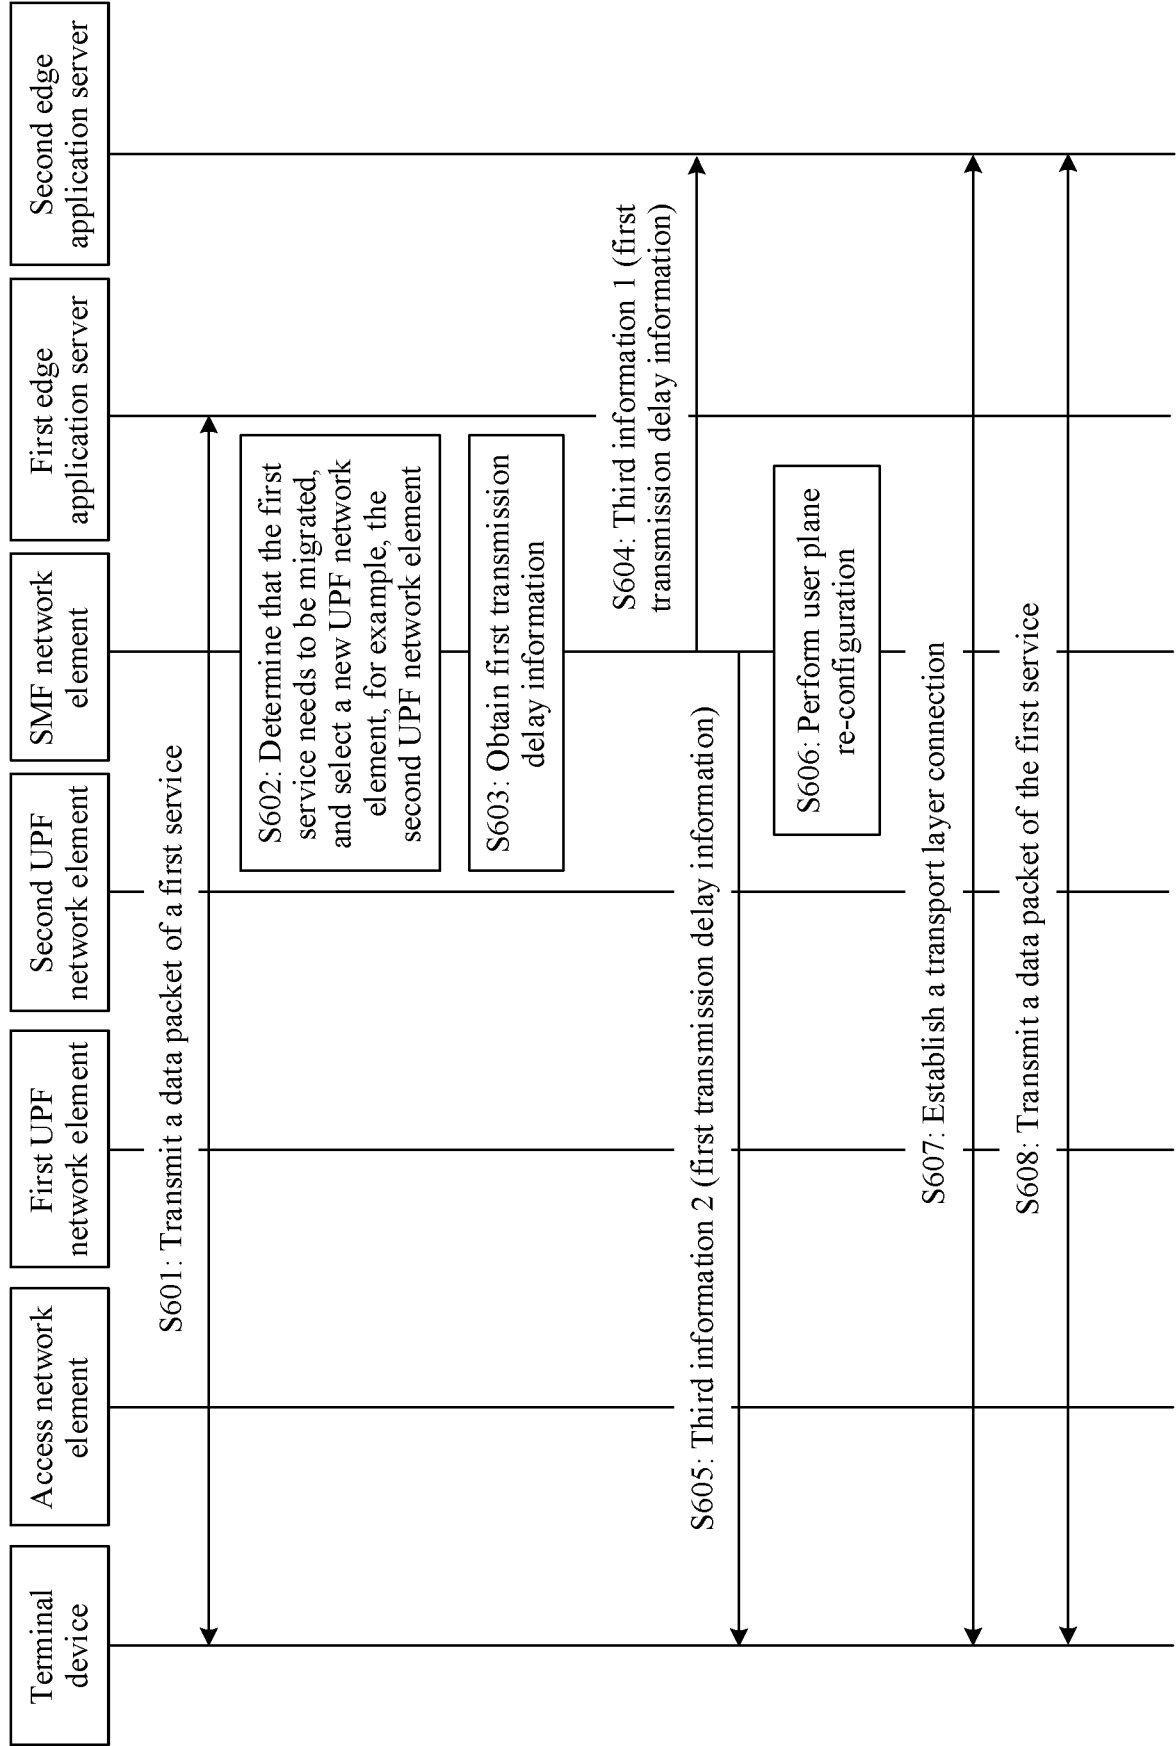 Terminal
device
Access network
element
First UPF
network element
Second UPF
network element
SMF network
element
First edge
application server
Second edge
application server
S601: Transmit a data packet of a first service
S602: Determine that the first
service needs to be migrated,
and select a new UPF network
element, for example, the
second UPF network element
S603: Obtain first transmission
delay information
S604: Third information 1 (first
transmission delay information)
S605: Third information 2 (first transmission delay information)
S606: Perform user plane
re-configuration
S607: Establish a transport layer connection
S608: Transmit a data packet of the first service